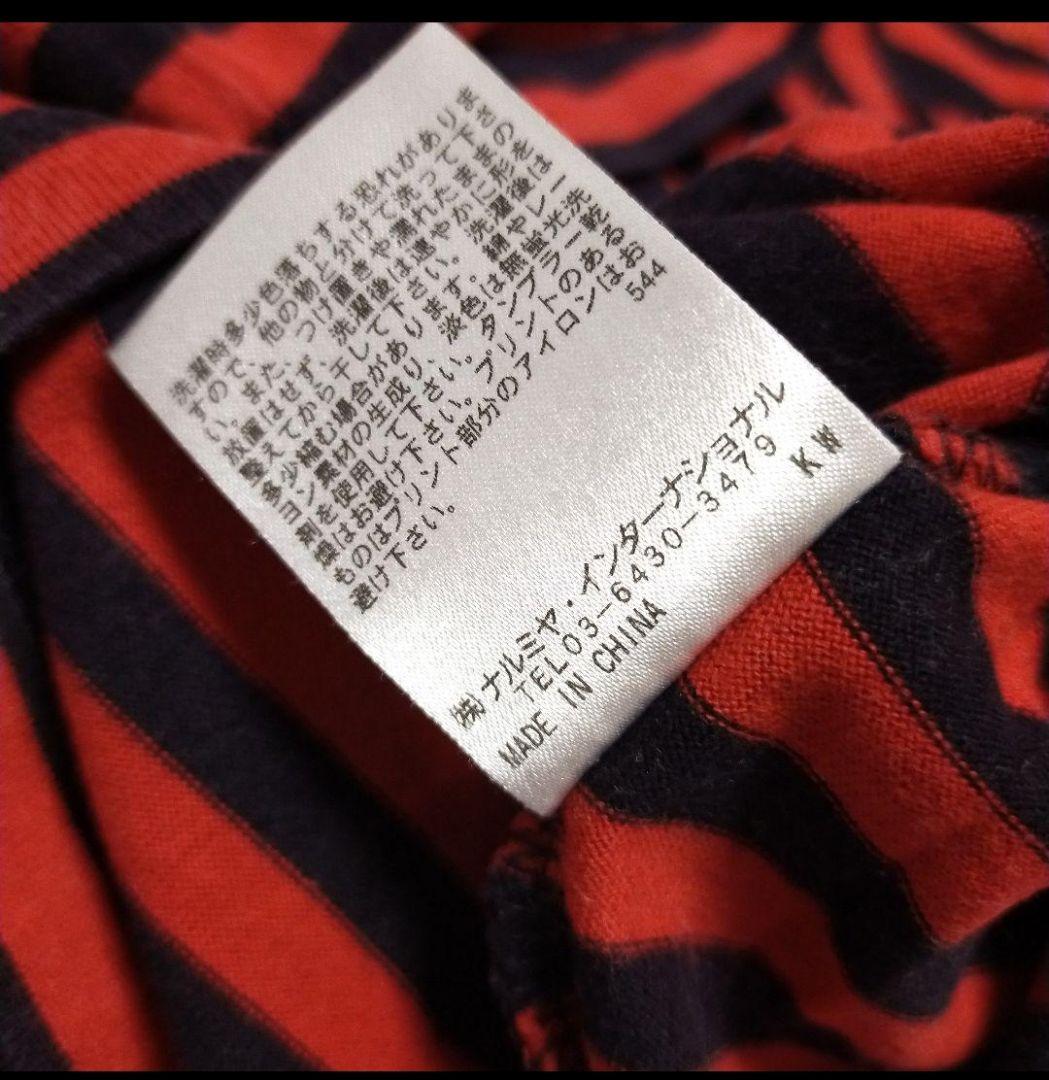 洗濯時多少色落ちする恐れがありま
すので、他の物と分けて洗って下さ
い。また、つけ置きや濡れたままの
放置はせず、洗濯後は速やかに形を
整えてから干して下さい。洗濯後は
多少縮む場合があります。綿やレー
ヨン素材の生成り、淡色は無蛍光洗
剤を使用して下さい。タンブラー乾
燥はお避け下さい。プリントのある
ものはプリント部分のアイロンはお
避け下さい。
544
㈱ナルミヤ・インターナショナル
TEL03-6430-3479
MADE IN CHINA
KW